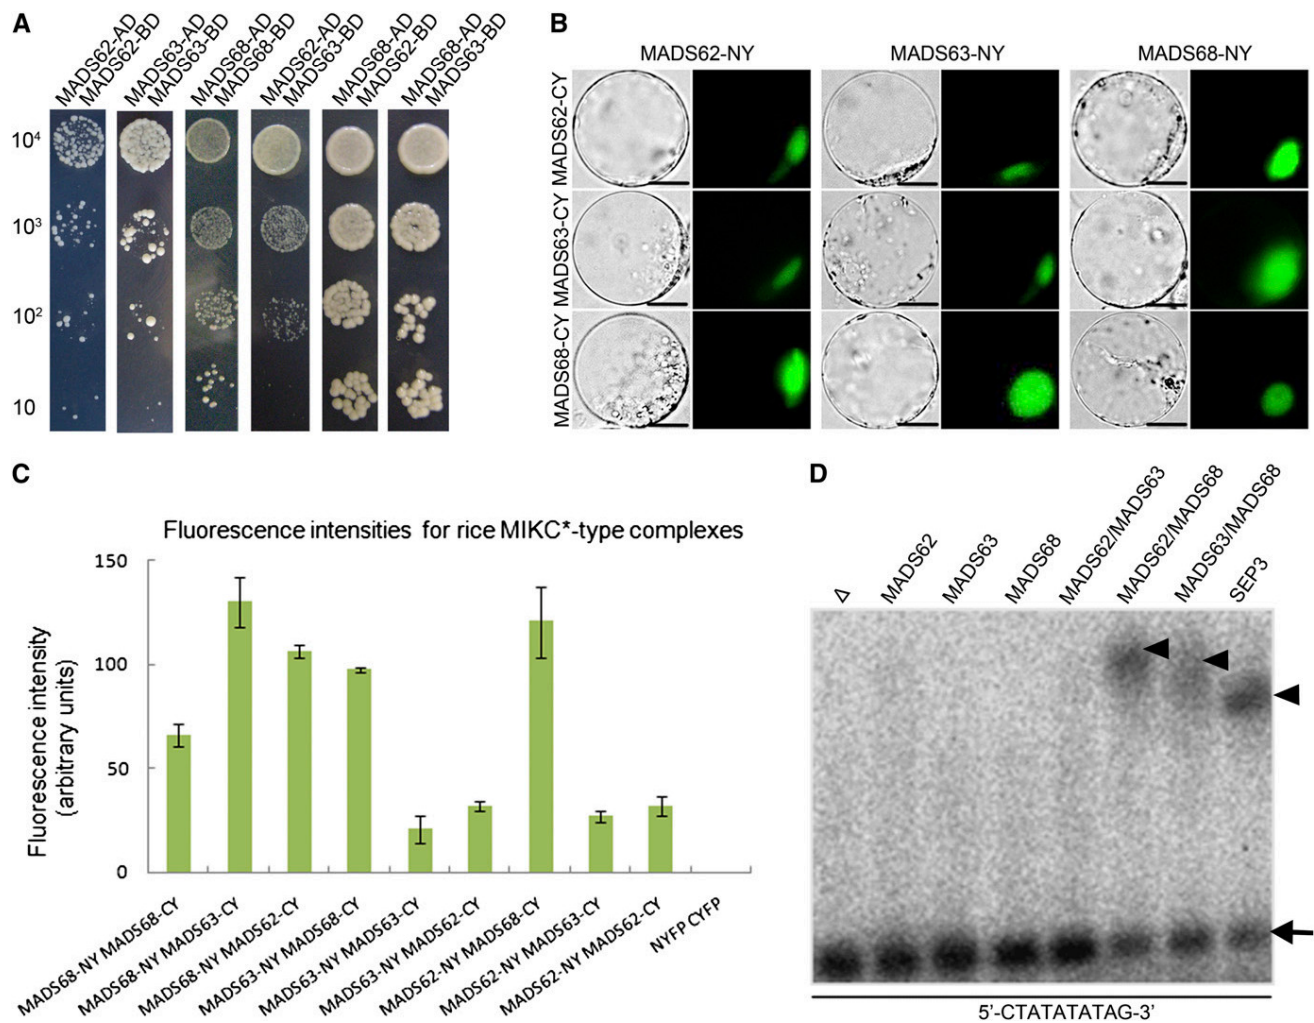 A
MADS62-AD
MADS62-BD
MADS63-AD
MADS63-BD
MADS68-AD
MADS68-BD
MADS62-AD
MADS63-BD
MADS68-AD
MADS62-BD
MADS68-AD
MADS63-BD
10⁴
10³
10²
10
B
MADS62-NY
MADS63-NY
MADS68-NY
MADS62-CY
MADS63-CY
MADS68-CY
C
Fluorescence intensities for rice MIKC*-type complexes
Fluorescence intensity
(arbitrary units)
150
100
50
0
MADS68-NY MADS68-CY
MADS68-NY MADS63-CY
MADS68-NY MADS62-CY
MADS63-NY MADS68-CY
MADS63-NY MADS63-CY
MADS63-NY MADS62-CY
MADS62-NY MADS68-CY
MADS62-NY MADS63-CY
MADS62-NY MADS62-CY
NYFP CYFP
D
Δ
MADS62
MADS63
MADS68
MADS62/MADS63
MADS62/MADS68
MADS63/MADS68
SEP3
5'-CTATATATAG-3'